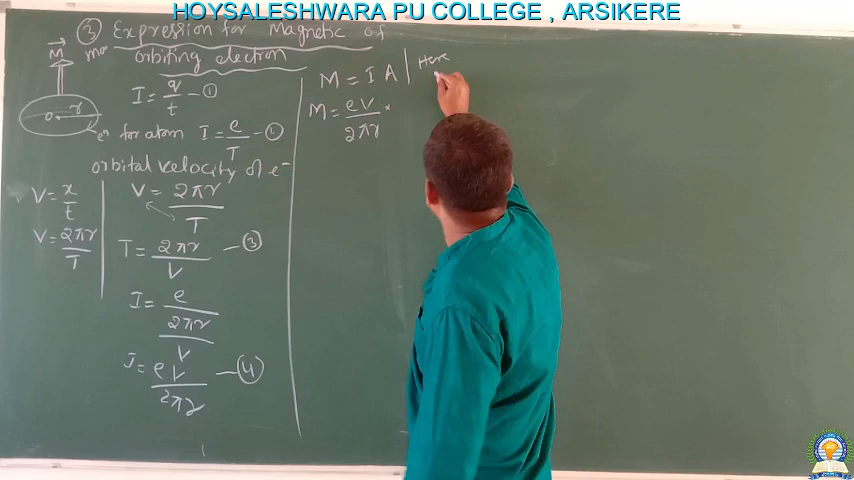 HOYSALESHWARA PU COLLEGE , ARSIKERE
③ Expression for Magnetic of
orbiting electron
M
r
I = q/t - ①
e⁻ for atom I = e/T - ②
orbital velocity of e⁻
V = x/t
V = 2πr/T
V = 2πr/T
T = 2πr/V - ③
I = e/(2πr/V)
I = eV/2πr - ④
M = I A | Here
M = eV/2πr ×